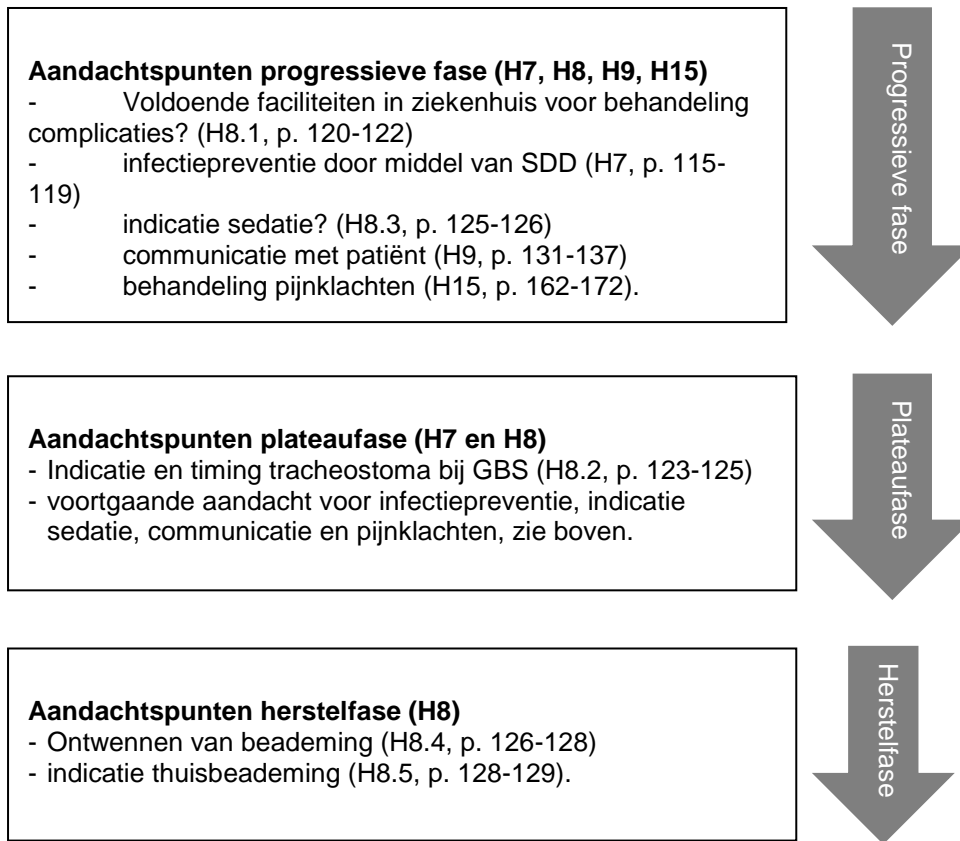 Aandachtspunten progressieve fase (H7, H8, H9, H15)
- Voldoende faciliteiten in ziekenhuis voor behandeling
complicaties? (H8.1, p. 120-122)
- infectiepreventie door middel van SDD (H7, p. 115-
119)
- indicatie sedatie? (H8.3, p. 125-126)
- communicatie met patiënt (H9, p. 131-137)
- behandeling pijnklachten (H15, p. 162-172).
Progressieve fase
Aandachtspunten plateaufase (H7 en H8)
- Indicatie en timing tracheostoma bij GBS (H8.2, p. 123-125)
- voortgaande aandacht voor infectiepreventie, indicatie
sedatie, communicatie en pijnklachten, zie boven.
Plateaufase
Aandachtspunten herstelfase (H8)
- Ontwennen van beademing (H8.4, p. 126-128)
- indicatie thuisbeademing (H8.5, p. 128-129).
Herstelfase